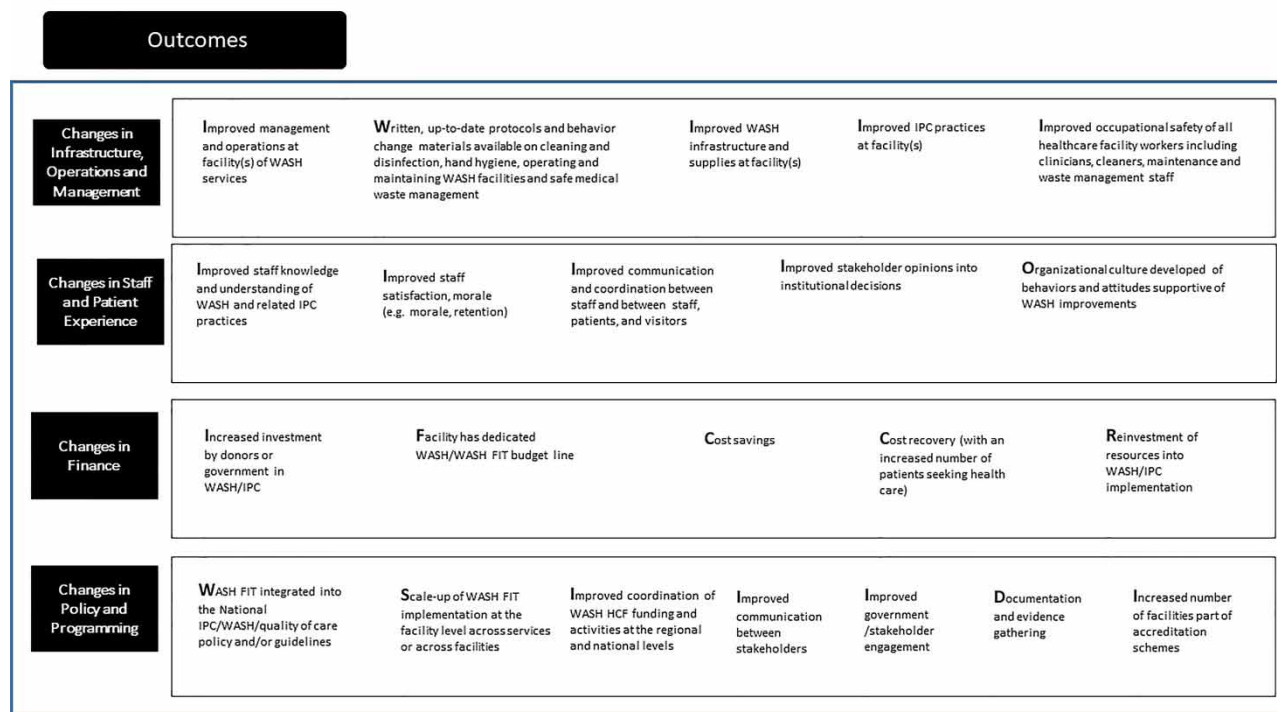 Outcomes
Changes in
Infrastructure,
Operations and
Management
Improved management
and operations at
facility(s) of WASH
services
Written, up-to-date protocols and behavior
change materials available on cleaning and
disinfection, hand hygiene, operating and
maintaining WASH facilities and safe medical
waste management
Improved WASH
infrastructure and
supplies at facility(s)
Improved IPC practices
at facility(s)
Improved occupational safety of all
healthcare facility workers including
clinicians, cleaners, maintenance and
waste management staff
Changes in Staff
and Patient
Experience
Improved staff knowledge
and understanding of
WASH and related IPC
practices
Improved staff
satisfaction, morale
(e.g. morale, retention)
Improved communication
and coordination between
staff and between staff,
patients, and visitors
Improved stakeholder opinions into
institutional decisions
Organizational culture developed of
behaviors and attitudes supportive of
WASH improvements
Changes in
Finance
Increased investment
by donors or
government in
WASH/IPC
Facility has dedicated
WASH/WASH FIT budget line
Cost savings
Cost recovery (with an
increased number of
patients seeking health
care)
Reinvestment of
resources into
WASH/IPC
implementation
Changes in
Policy and
Programming
WASH FIT integrated into
the National
IPC/WASH/quality of care
policy and/or guidelines
Scale-up of WASH FIT
implementation at the
facility level across services
or across facilities
Improved coordination of
WASH HCF funding and
activities at the regional
and national levels
Improved
communication
between
stakeholders
Improved
government
/stakeholder
engagement
Documentation
and evidence
gathering
Increased number
of facilities part of
accreditation
schemes